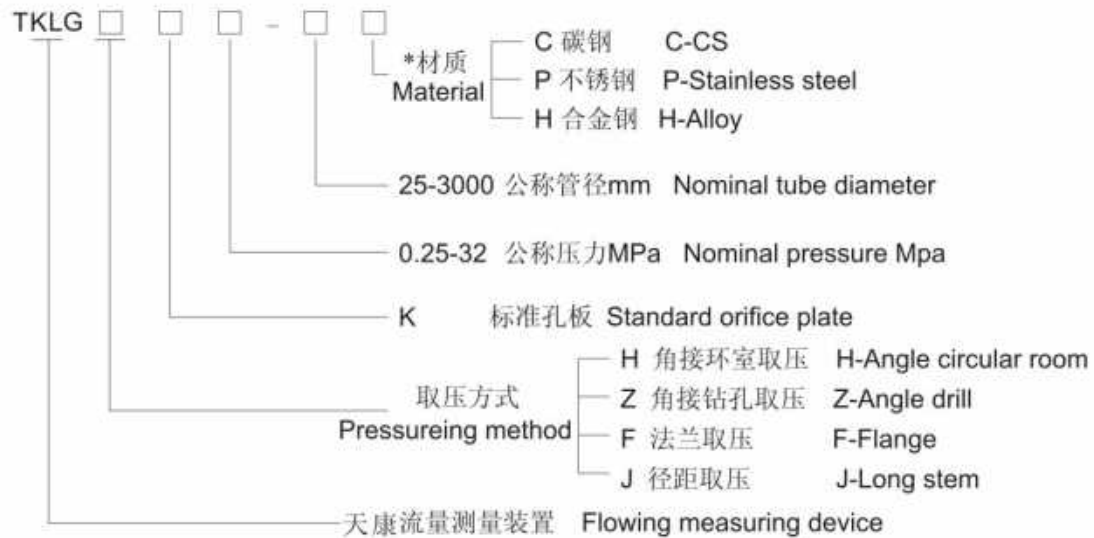 TKLG□ □ □ - □ □
C 碳钢 C-CS
*材质
Material
P 不锈钢 P-Stainless steel
H 合金钢 H-Alloy
25-3000 公称管径mm Nominal tube diameter
0.25-32 公称压力MPa Nominal pressure Mpa
K 标准孔板 Standard orifice plate
H 角接环室取压 H-Angle circular room
取压方式
Pressureing method
Z 角接钻孔取压 Z-Angle drill
F 法兰取压 F-Flange
J 径距取压 J-Long stem
天康流量测量装置 Flowing measuring device